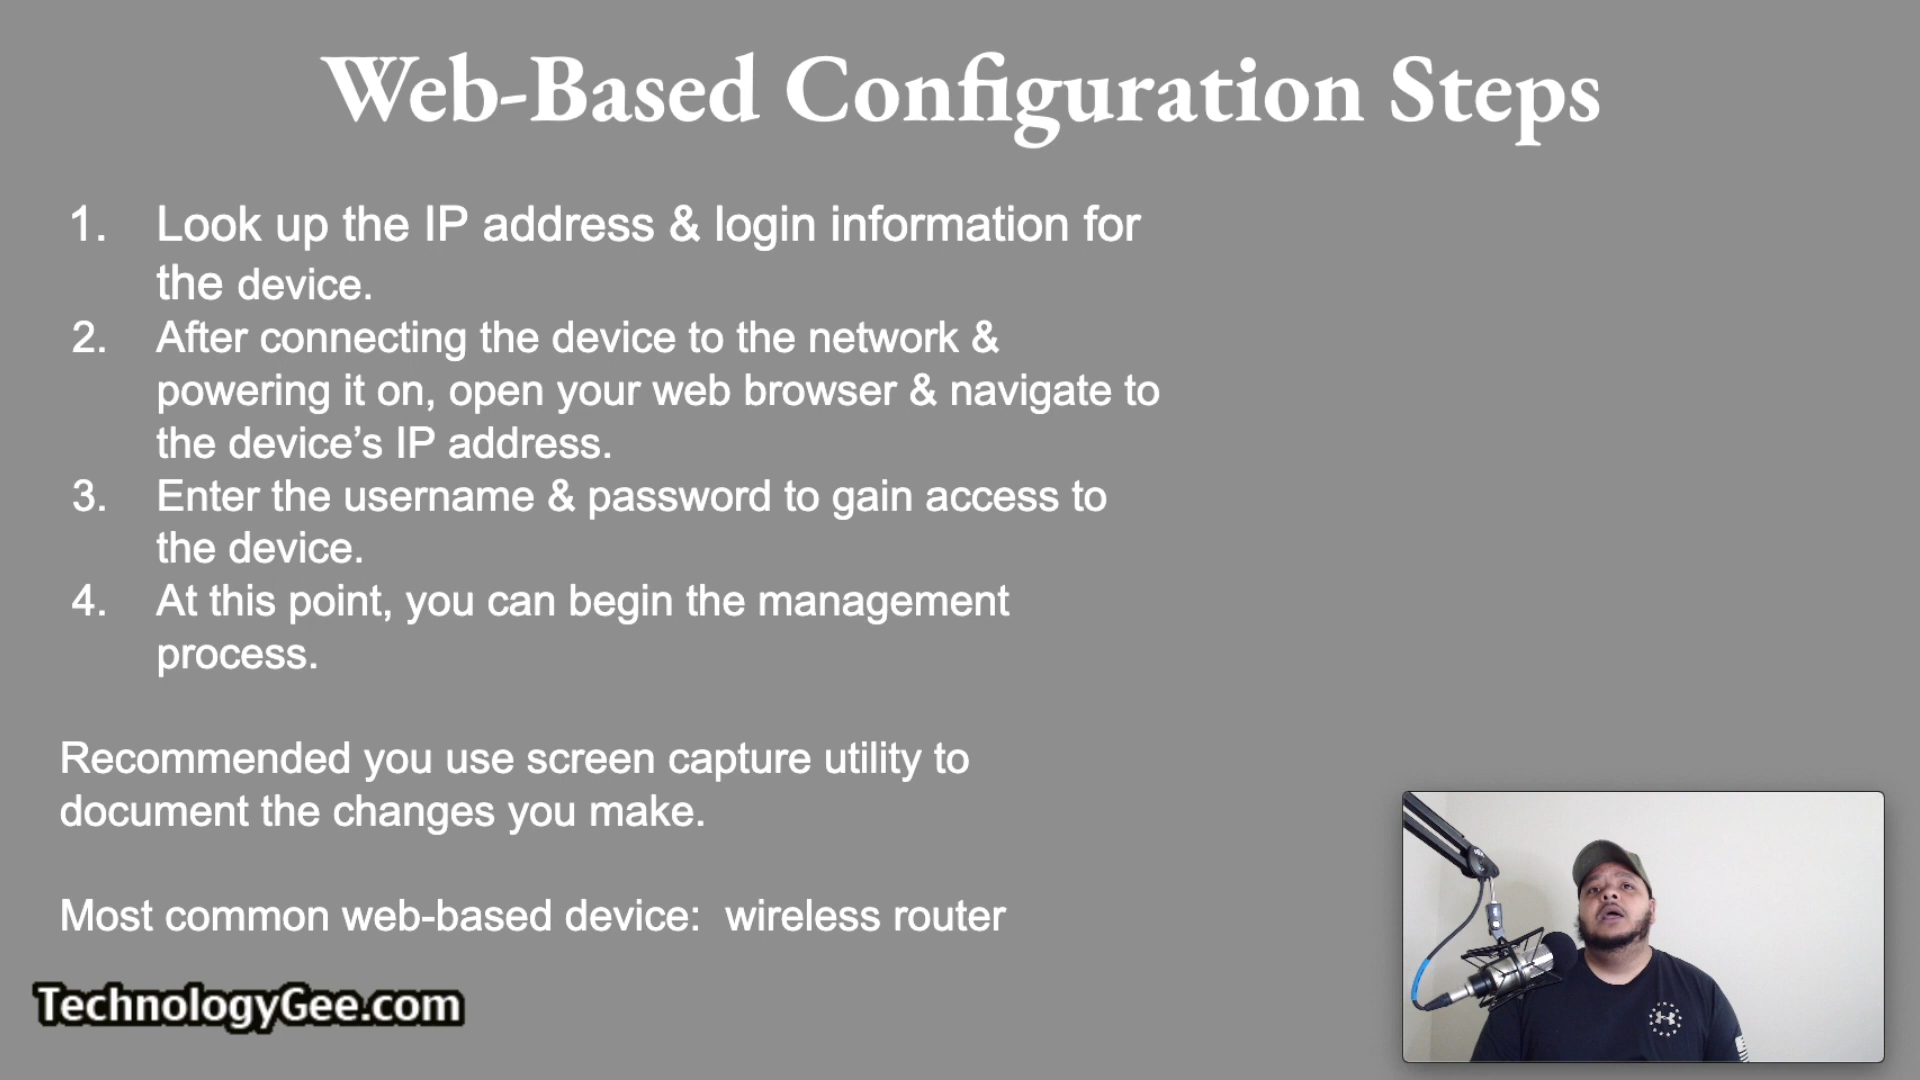 Web-Based Configuration Steps
1. Look up the IP address & login information for
the device.
2. After connecting the device to the network &
powering it on, open your web browser & navigate to
the device’s IP address.
3. Enter the username & password to gain access to
the device.
4. At this point, you can begin the management
process.
Recommended you use screen capture utility to
document the changes you make.
Most common web-based device: wireless router
TechnologyGee.com